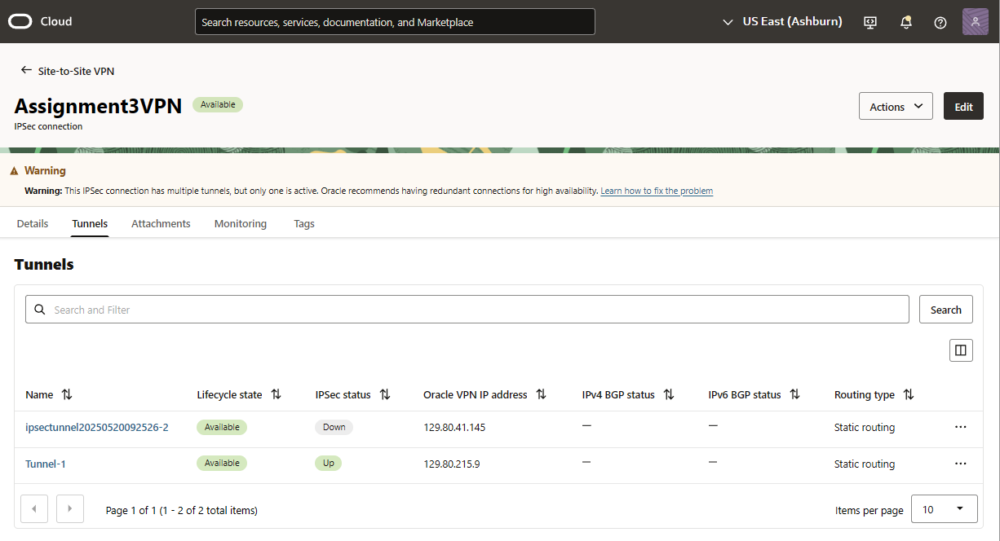 Cloud
Search resources, services, documentation, and Marketplace
US East (Ashburn)
Site-to-Site VPN
Assignment3VPN
Available
IPSec connection
Actions
Edit
Warning
Warning: This IPSec connection has multiple tunnels, but only one is active. Oracle recommends having redundant connections for high availability. Learn how to fix the problem
Details Tunnels Attachments Monitoring Tags
Tunnels
Search and Filter
Search
Name Lifecycle state IPSec status Oracle VPN IP address IPv4 BGP status IPv6 BGP status Routing type
ipsectunnel20250520092526-2 Available Down 129.80.41.145 — — Static routing ...
Tunnel-1 Available Up 129.80.215.9 — — Static routing ...
Page 1 of 1 (1 - 2 of 2 total items)
Items per page 10